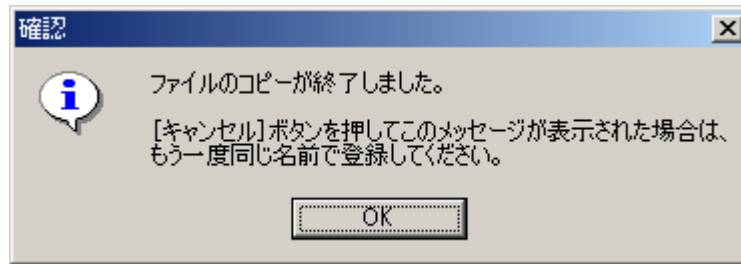 確認
ファイルのコピーが終了しました。
[キャンセル]ボタンを押してこのメッセージが表示された場合は、
もう一度同じ名前で登録してください。
OK